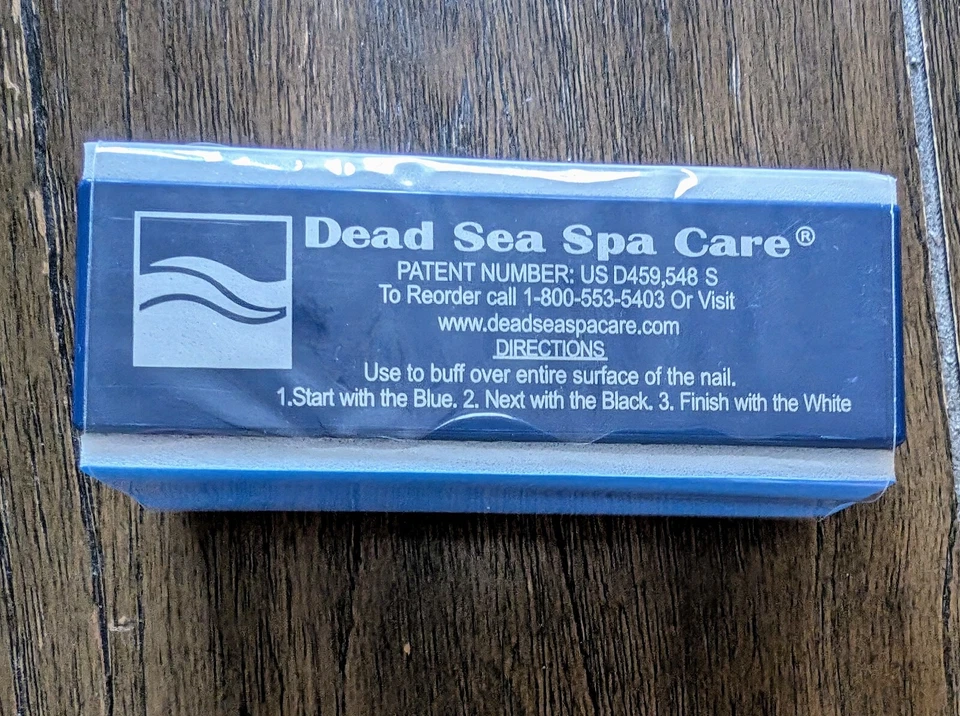 Dead Sea Spa Care®
PATENT NUMBER: US D459,548 S
To Reorder call 1-800-553-5403 Or Visit
www.deadseaspacare.com
DIRECTIONS
Use to buff over entire surface of the nail.
1.Start with the Blue. 2. Next with the Black. 3. Finish with the White